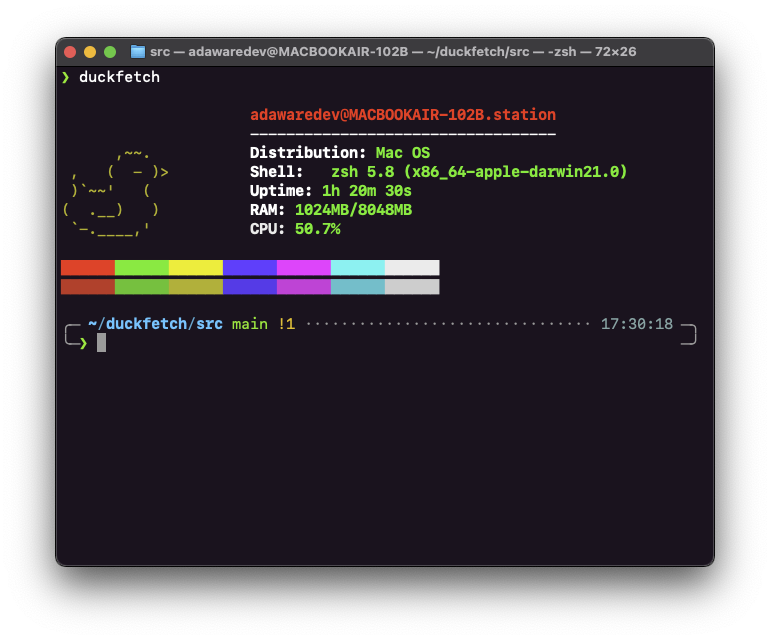 src — adawaredev@MACBOOKAIR-102B — ~/duckfetch/src — -zsh — 72×26
❯ duckfetch
adawaredev@MACBOOKAIR-102B.station
----------------------------------
      ,~~.
 ,   (  - )>
 )`~~'   (
(  .__)   )
 `-.____,'
Distribution: Mac OS
Shell:   zsh 5.8 (x86_64-apple-darwin21.0)
Uptime: 1h 20m 30s
RAM: 1024MB/8048MB
CPU: 50.7%
~/duckfetch/src main !1 ································ 17:30:18
❯